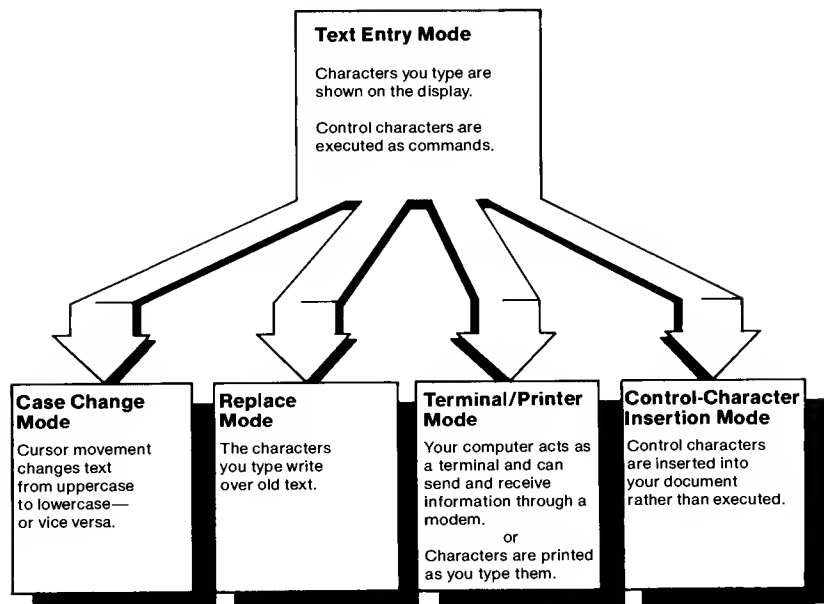 Text Entry Mode
Characters you type are
shown on the display.
Control characters are
executed as commands.
Case Change
Mode
Cursor movement
changes text
from uppercase
to lowercase—
or vice versa.
Replace
Mode
The characters
you type write
over old text.
Terminal/Printer
Mode
Your computer acts as
a terminal and can
send and receive
information through a
modem.
or
Characters are printed
as you type them.
Control-Character
Insertion Mode
Control characters
are inserted into
your document
rather than executed.